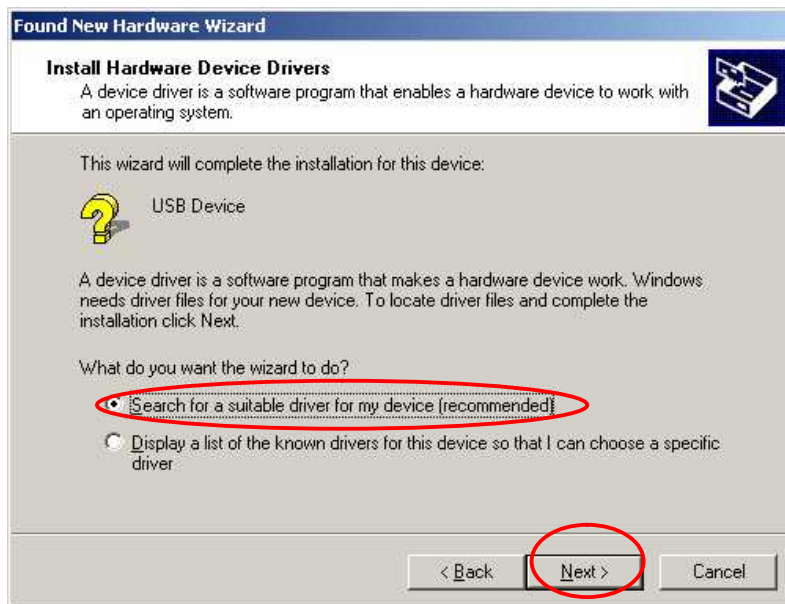 Found New Hardware Wizard
Install Hardware Device Drivers
A device driver is a software program that enables a hardware device to work with
an operating system.
This wizard will complete the installation for this device:
USB Device
A device driver is a software program that makes a hardware device work. Windows
needs driver files for your new device. To locate driver files and complete the
installation click Next.
What do you want the wizard to do?
Search for a suitable driver for my device (recommended)
Display a list of the known drivers for this device so that I can choose a specific
driver
< Back Next > Cancel